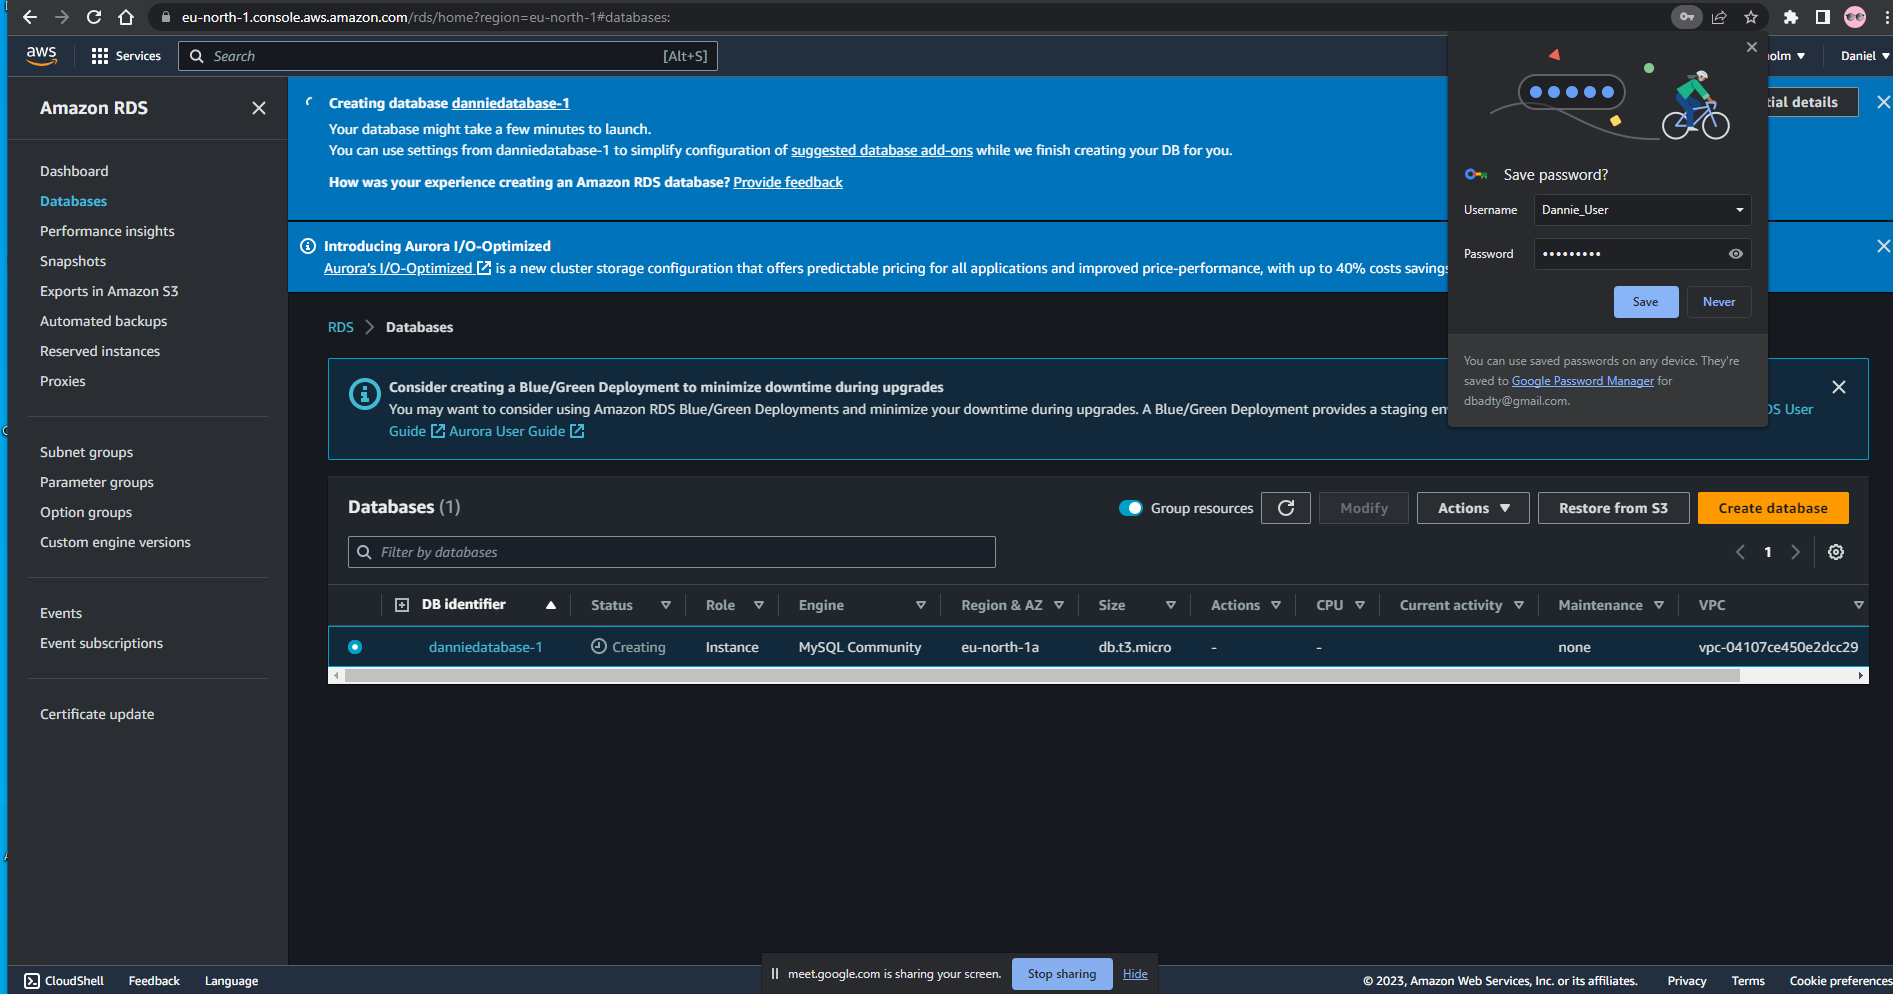 eu-north-1.console.aws.amazon.com/rds/home?region=eu-north-1#databases:
aws
Services
Search
[Alt+S]
olm
Daniel
Amazon RDS
Dashboard
Databases
Performance insights
Snapshots
Exports in Amazon S3
Automated backups
Reserved instances
Proxies
Subnet groups
Parameter groups
Option groups
Custom engine versions
Events
Event subscriptions
Certificate update
Creating database danniedatabase-1
Your database might take a few minutes to launch.
You can use settings from danniedatabase-1 to simplify configuration of suggested database add-ons while we finish creating your DB for you.
How was your experience creating an Amazon RDS database? Provide feedback
tial details
Introducing Aurora I/O-Optimized
Aurora's I/O-Optimized is a new cluster storage configuration that offers predictable pricing for all applications and improved price-performance, with up to 40% costs savings
Save password?
Username
Dannie_User
Password
•••••••••
Save
Never
You can use saved passwords on any device. They're
saved to Google Password Manager for
dbadty@gmail.com.
RDS
Databases
Consider creating a Blue/Green Deployment to minimize downtime during upgrades
You may want to consider using Amazon RDS Blue/Green Deployments and minimize your downtime during upgrades. A Blue/Green Deployment provides a staging en
DS User
Guide Aurora User Guide
Databases (1)
Group resources
Modify
Actions
Restore from S3
Create database
Filter by databases
1
DB identifier Status Role Engine Region & AZ Size Actions CPU Current activity Maintenance VPC
danniedatabase-1 Creating Instance MySQL Community eu-north-1a db.t3.micro - - none vpc-04107ce450e2dcc29
meet.google.com is sharing your screen.
Stop sharing
Hide
CloudShell
Feedback
Language
© 2023, Amazon Web Services, Inc. or its affiliates.
Privacy
Terms
Cookie preferences